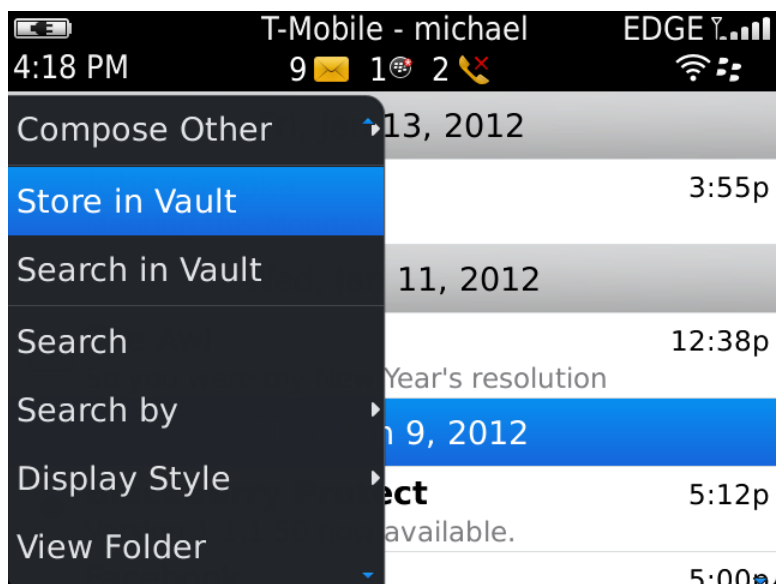 T-Mobile - michael EDGE
4:18 PM 9 1 2
Compose Other
13, 2012
Store in Vault
3:55p
Search in Vault
11, 2012
Search
12:38p
Year's resolution
Search by
9, 2012
Display Style
5:12p
available.
View Folder
5:00p